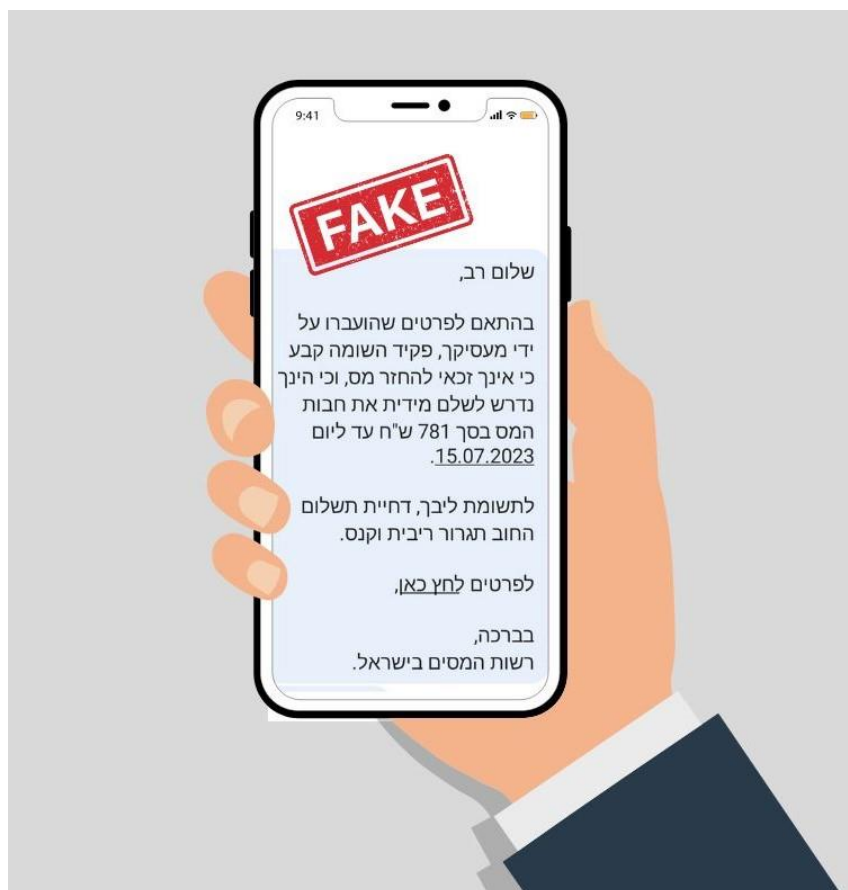 9:41
FAKE
שלום רב,
בהתאם לפרטים שהועברו על
ידי מעסיקך, פקיד השומה קבע
כי אינך זכאי להחזר מס, וכי הינך
נדרש לשלם מידית את חבות
המס בסך 781 ש"ח עד ליום
15.07.2023.
לתשומת ליבך, דחיית תשלום
החוב תגרור ריבית וקנס.
לפרטים לחץ כאן,
בברכה,
רשות המסים בישראל.